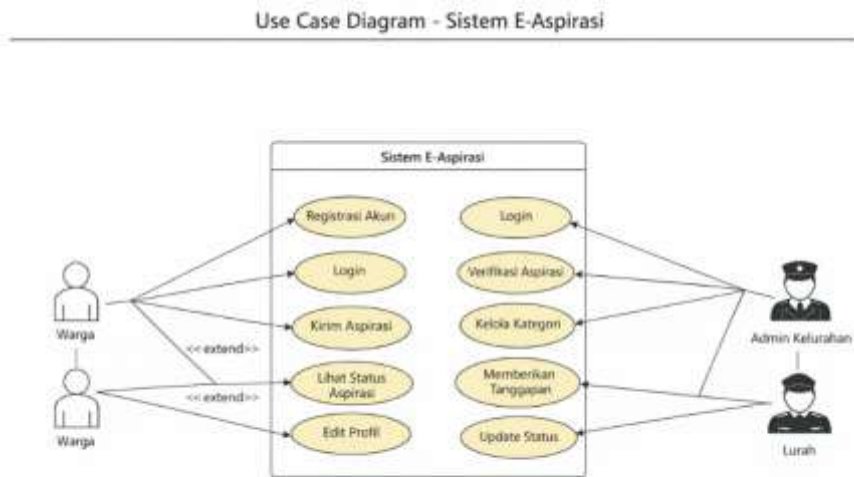 Use Case Diagram - Sistem E-Aspirasi
Sistem E-Aspirasi
Registrasi Akun
Login
Login
Verifikasi Aspirasi
Kirim Aspirasi
Kelola Kategori
Warga
Admin Kelurahan
<< extend>>
Lihat Status
Aspirasi
Memberikan
Tanggapan
<< extend>>
Edit Profil
Update Status
Warga
Lurah